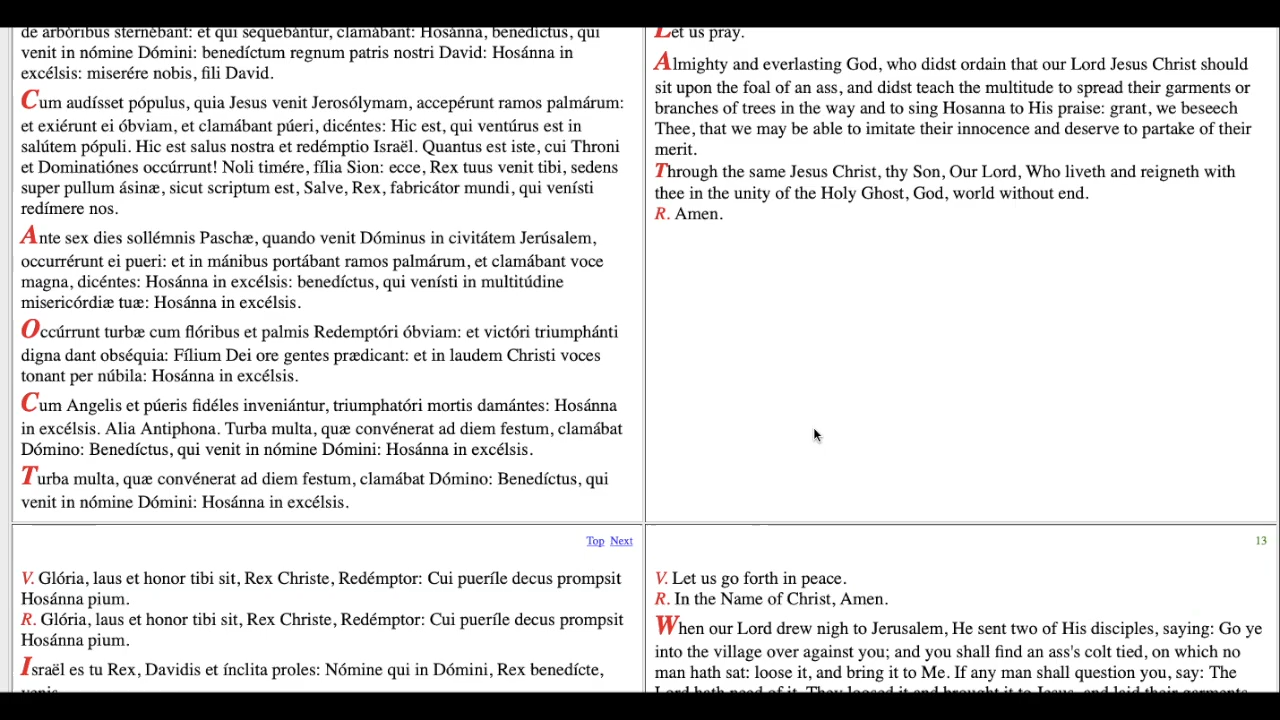 de arbóribus sternébant: et qui sequebántur, clamábant: Hosánna, benedíctus, qui
venit in nómine Dómini: benedíctum regnum patris nostri David: Hosánna in
excélsis: miserére nobis, fili David.
Cum audísset pópulus, quia Jesus venit Jerosólymam, accepérunt ramos palmárum:
et exiérunt ei óbviam, et clamábant púeri, dicéntes: Hic est, qui ventúrus est in
salútem pópuli. Hic est salus nostra et redémptio Israël. Quantus est iste, cui Throni
et Dominatiónes occúrrunt! Noli timére, fília Sion: ecce, Rex tuus venit tibi, sedens
super pullum ásinæ, sicut scriptum est, Salve, Rex, fabricátor mundi, qui venísti
redímere nos.
Ante sex dies sollémnis Paschæ, quando venit Dóminus in civitátem Jerúsalem,
occurrérunt ei pueri: et in mánibus portábant ramos palmárum, et clamábant voce
magna, dicéntes: Hosánna in excélsis: benedíctus, qui venísti in multitúdine
misericórdiæ tuæ: Hosánna in excélsis.
Occúrrunt turbæ cum flóribus et palmis Redemptóri óbviam: et victóri triumphánti
digna dant obséquia: Fílium Dei ore gentes prædicant: et in laudem Christi voces
tonant per núbila: Hosánna in excélsis.
Cum Angelis et púeris fidéles inveniántur, triumphatóri mortis damántes: Hosánna
in excélsis. Alia Antiphona. Turba multa, quæ convénerat ad diem festum, clamábat
Dómino: Benedíctus, qui venit in nómine Dómini: Hosánna in excélsis.
Turba multa, quæ convénerat ad diem festum, clamábat Dómino: Benedíctus, qui
venit in nómine Dómini: Hosánna in excélsis.
Let us pray.
Almighty and everlasting God, who didst ordain that our Lord Jesus Christ should
sit upon the foal of an ass, and didst teach the multitude to spread their garments or
branches of trees in the way and to sing Hosanna to His praise: grant, we beseech
Thee, that we may be able to imitate their innocence and deserve to partake of their
merit.
Through the same Jesus Christ, thy Son, Our Lord, Who liveth and reigneth with
thee in the unity of the Holy Ghost, God, world without end.
R. Amen.
Top Next
V. Glória, laus et honor tibi sit, Rex Christe, Redémptor: Cui pueríle decus prompsit
Hosánna pium.
R. Glória, laus et honor tibi sit, Rex Christe, Redémptor: Cui pueríle decus prompsit
Hosánna pium.
Israël es tu Rex, Davidis et ínclita proles: Nómine qui in Dómini, Rex benedícte,
venis.
13
V. Let us go forth in peace.
R. In the Name of Christ, Amen.
When our Lord drew nigh to Jerusalem, He sent two of His disciples, saying: Go ye
into the village over against you; and you shall find an ass's colt tied, on which no
man hath sat: loose it, and bring it to Me. If any man shall question you, say: The
Lord hath need of it. They loosed it and brought it to Jesus, and laid their garments